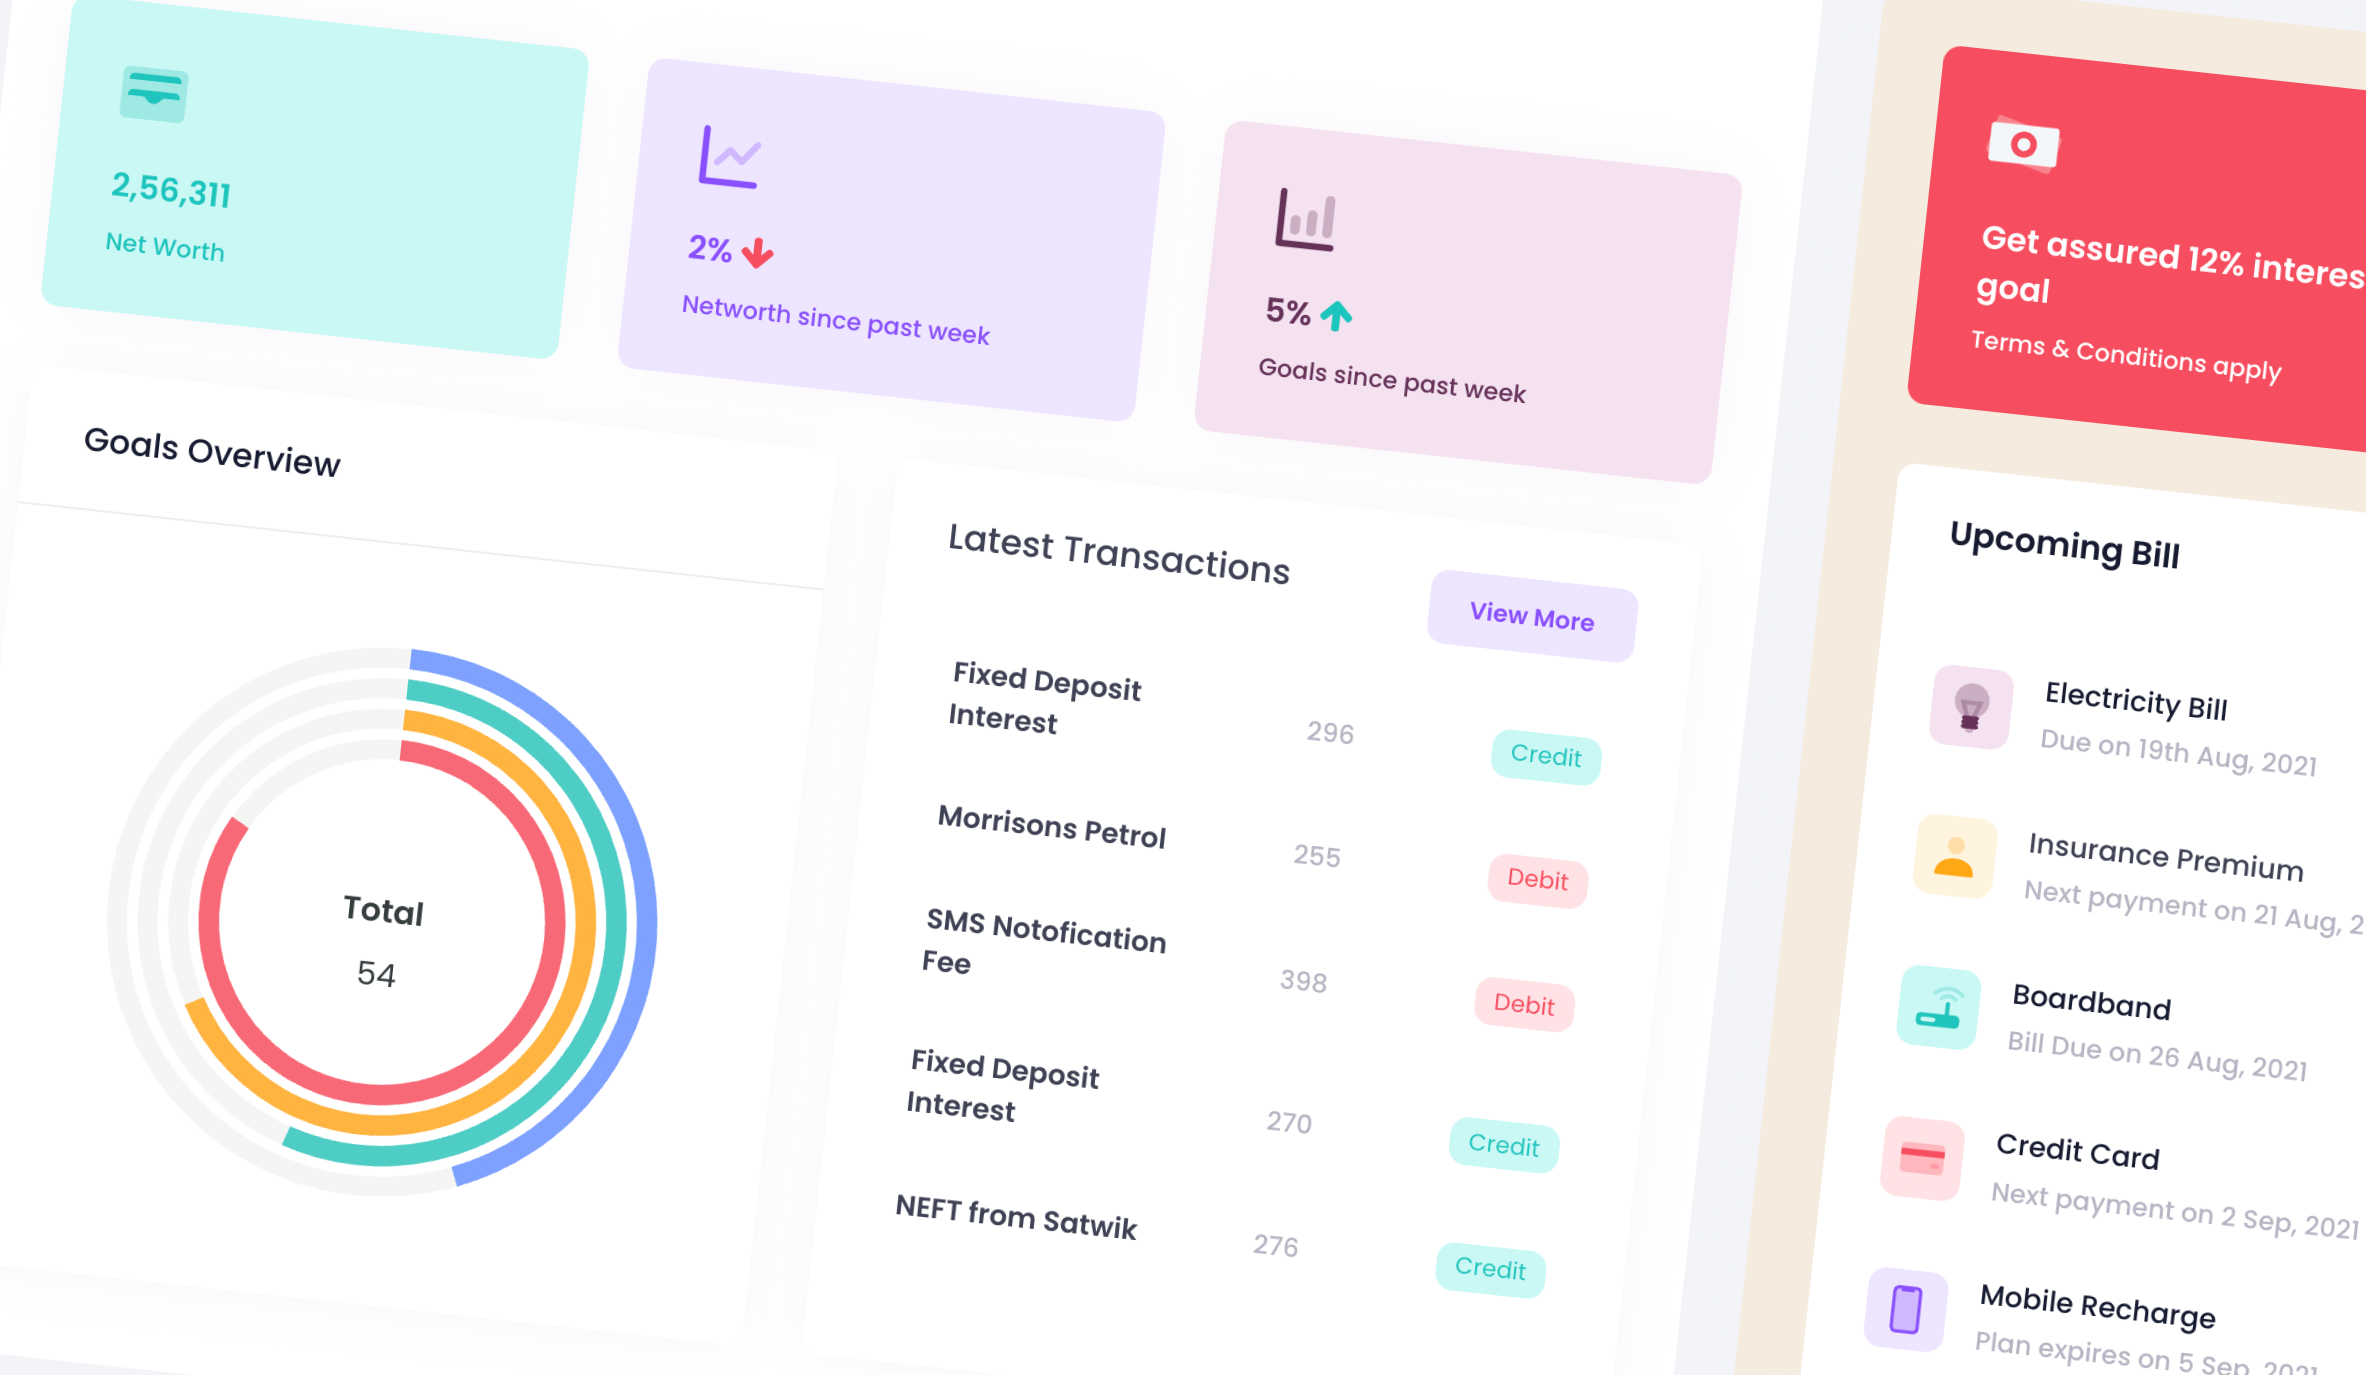 2,56,311
Net Worth
2%
Networth since past week
5%
Goals since past week
Goals Overview
Total
54
Latest Transactions
View More
Fixed Deposit
Interest
296
Credit
Morrisons Petrol
255
Debit
SMS Notofication
Fee
398
Debit
Fixed Deposit
Interest
270
Credit
NEFT from Satwik
276
Credit
Get assured 12%
goal
Terms & Conditions apply
Upcoming Bill
Electricity Bill
Due on 19th Aug, 2021
Insurance Premium
Next payment on 21 Aug,
Boardband
Bill Due on 26 Aug, 2021
Credit Card
Next payment on 2 Sep, 2021
Mobile Recharge
Plan expires on 5 Sep, 2021